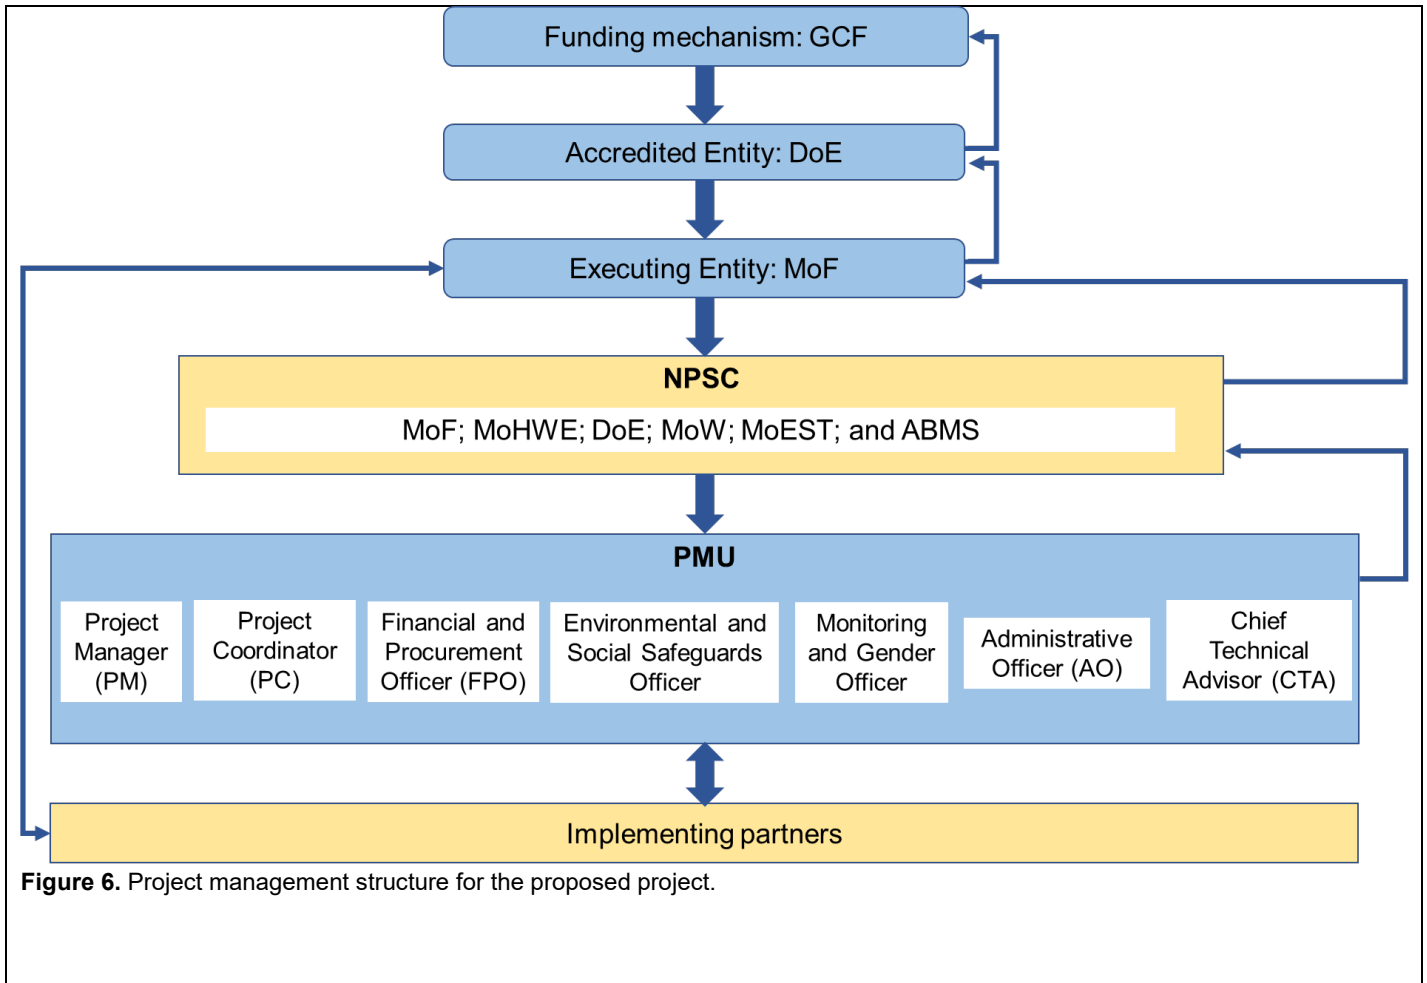 Funding mechanism: GCF
Accredited Entity: DoE
Executing Entity: MoF
NPSC
MoF; MoHWE; DoE; MoW; MoEST; and ABMS
PMU
Project
Manager
(PM)
Project
Coordinator
(PC)
Financial and
Procurement
Officer (FPO)
Environmental and
Social Safeguards
Officer
Monitoring
and Gender
Officer
Administrative
Officer (AO)
Chief
Technical
Advisor (CTA)
Implementing partners
Figure 6. Project management structure for the proposed project.